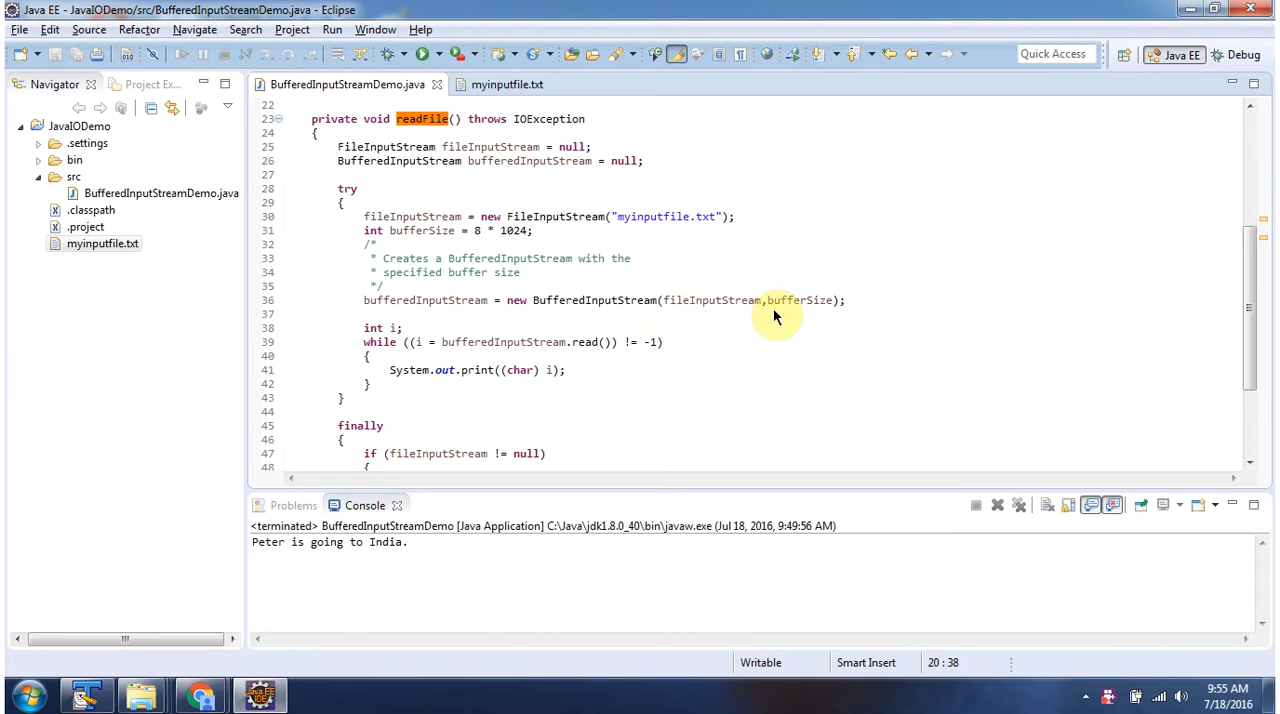 Java EE - JavaIODemo/src/BufferedInputStreamDemo.java - Eclipse
File Edit Source Refactor Navigate Search Project Run Window Help
Quick Access Java EE Debug
Navigator Project Ex... BufferedInputStreamDemo.java myinputfile.txt
JavaIODemo
.settings
bin
src
BufferedInputStreamDemo.java
.classpath
.project
myinputfile.txt
22
23 private void readFile() throws IOException
24 {
25 FileInputStream fileInputStream = null;
26 BufferedInputStream bufferedInputStream = null;
27
28 try
29 {
30 fileInputStream = new FileInputStream("myinputfile.txt");
31 int bufferSize = 8 * 1024;
32 /*
33 * Creates a BufferedInputStream with the
34 * specified buffer size
35 */
36 bufferedInputStream = new BufferedInputStream(fileInputStream,bufferSize);
37
38 int i;
39 while ((i = bufferedInputStream.read()) != -1)
40 {
41 System.out.print((char) i);
42 }
43 }
44
45 finally
46 {
47 if (fileInputStream != null)
48 {
Problems Console
<terminated> BufferedInputStreamDemo [Java Application] C:\Java\jdk1.8.0_40\bin\javaw.exe (Jul 18, 2016, 9:49:56 AM)
Peter is going to India.
Writable Smart Insert 20 : 38
Java EE IDE
9:55 AM
7/18/2016